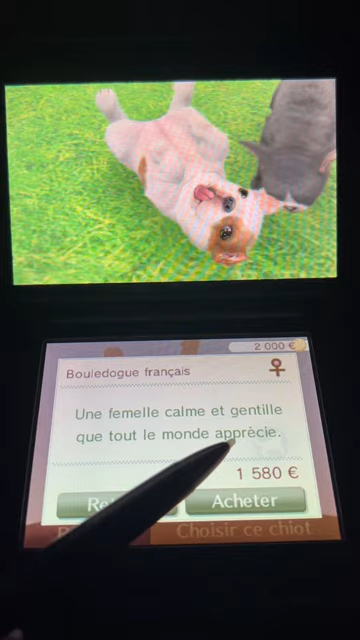 2 000 €
Bouledogue français
Une femelle calme et gentille
que tout le monde apprécie.
1 580 €
Acheter
Choisir ce chiot